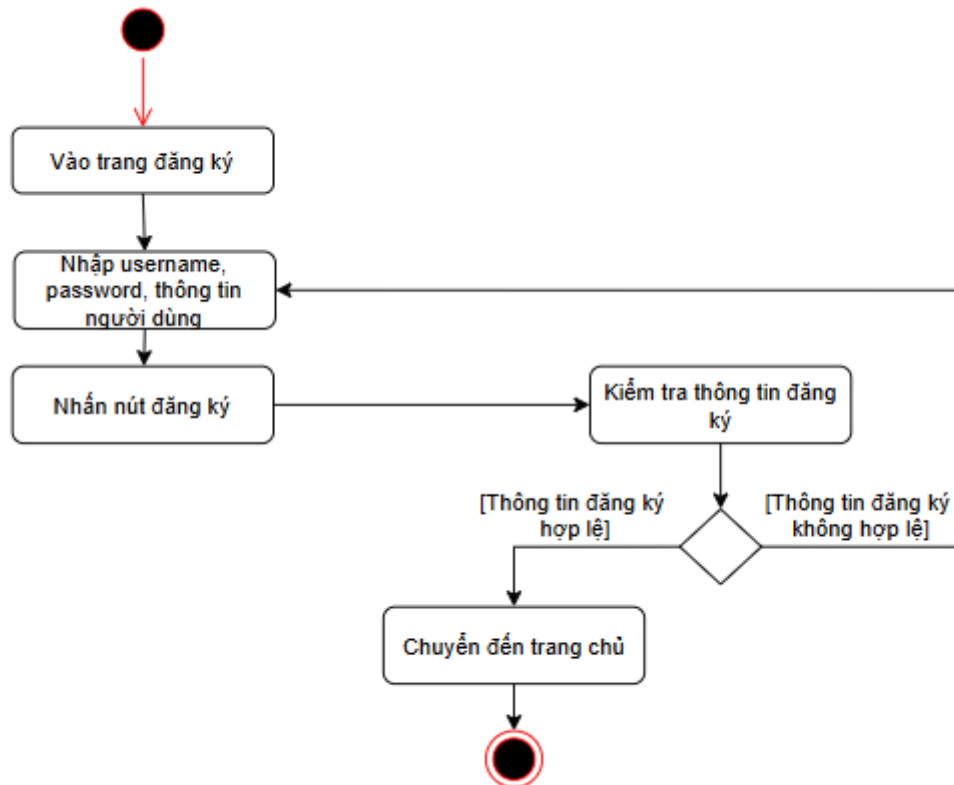 Vào trang đăng ký
Nhập username,
password, thông tin
người dùng
Nhấn nút đăng ký
Kiểm tra thông tin đăng
ký
[Thông tin đăng ký
hợp lệ]
[Thông tin đăng ký
không hợp lệ]
Chuyển đến trang chủ